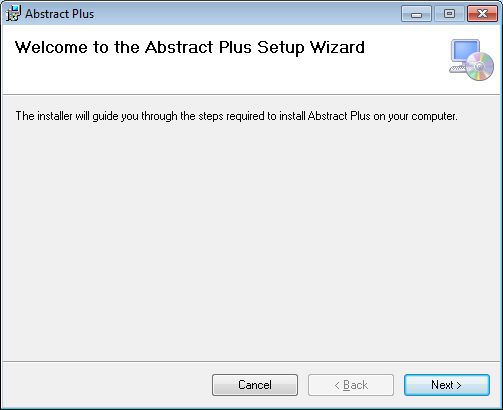 Abstract Plus
Welcome to the Abstract Plus Setup Wizard
The installer will guide you through the steps required to install Abstract Plus on your computer.
Cancel
< Back
Next >